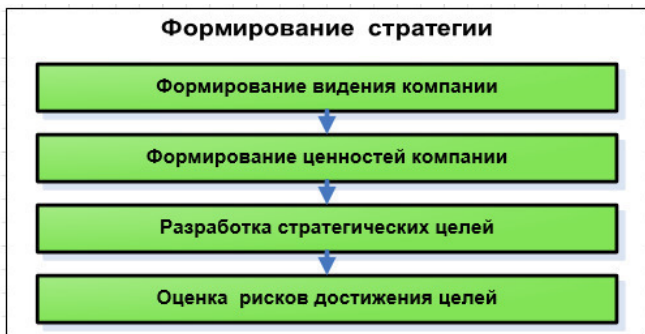 Формирование стратегии
Формирование видения компании
Формирование ценностей компании
Разработка стратегических целей
Оценка рисков достижения целей